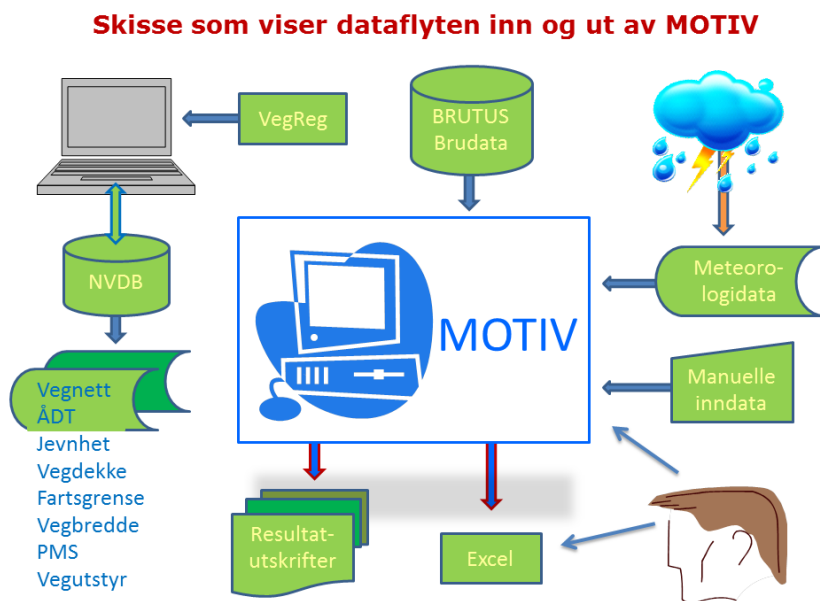 Skisse som viser dataflyten inn og ut av MOTIV
VegReg
BRUTUS
Brudata
NVDB
Meteoro-
logidata
MOTIV
Manuelle
inndata
Vegnett
ÅDT
Jevnhet
Vegdekke
Fartsgrense
Vegbredde
PMS
Vegutstyr
Resultat-
utskrifter
Excel